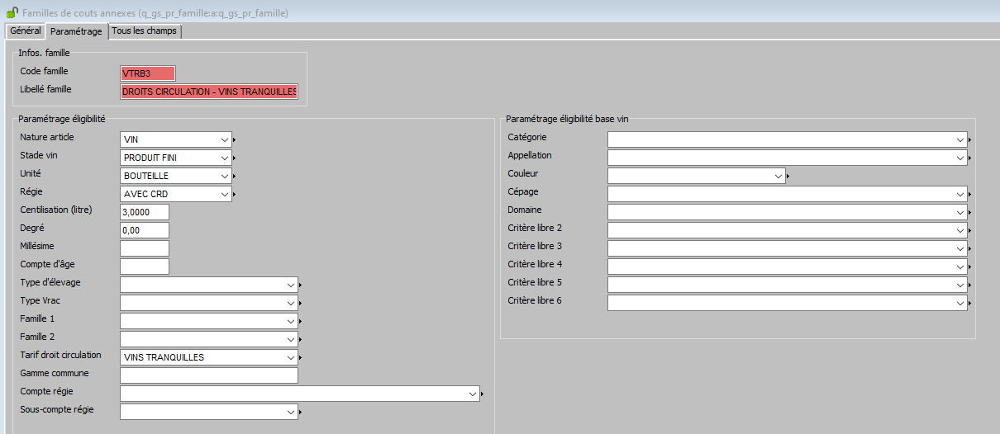 Familles de couts annexes (q_gs_pr_famille:a:q_gs_pr_famille)
Général Paramétrage Tous les champs
Infos. famille
Code famille VTRB3
Libellé famille DROITS CIRCULATION - VINS TRANQUILLES
Paramétrage éligibilité
Nature article VIN
Stade vin PRODUIT FINI
Unité BOUTEILLE
Régie AVEC CRD
Centilisation (litre) 3,0000
Degré 0,00
Millésime
Compte d'âge
Type d'élevage
Type Vrac
Famille 1
Famille 2
Tarif droit circulation VINS TRANQUILLES
Gamme commune
Compte régie
Sous-compte régie
Paramétrage éligibilité base vin
Catégorie
Appellation
Couleur
Cépage
Domaine
Critère libre 2
Critère libre 3
Critère libre 4
Critère libre 5
Critère libre 6